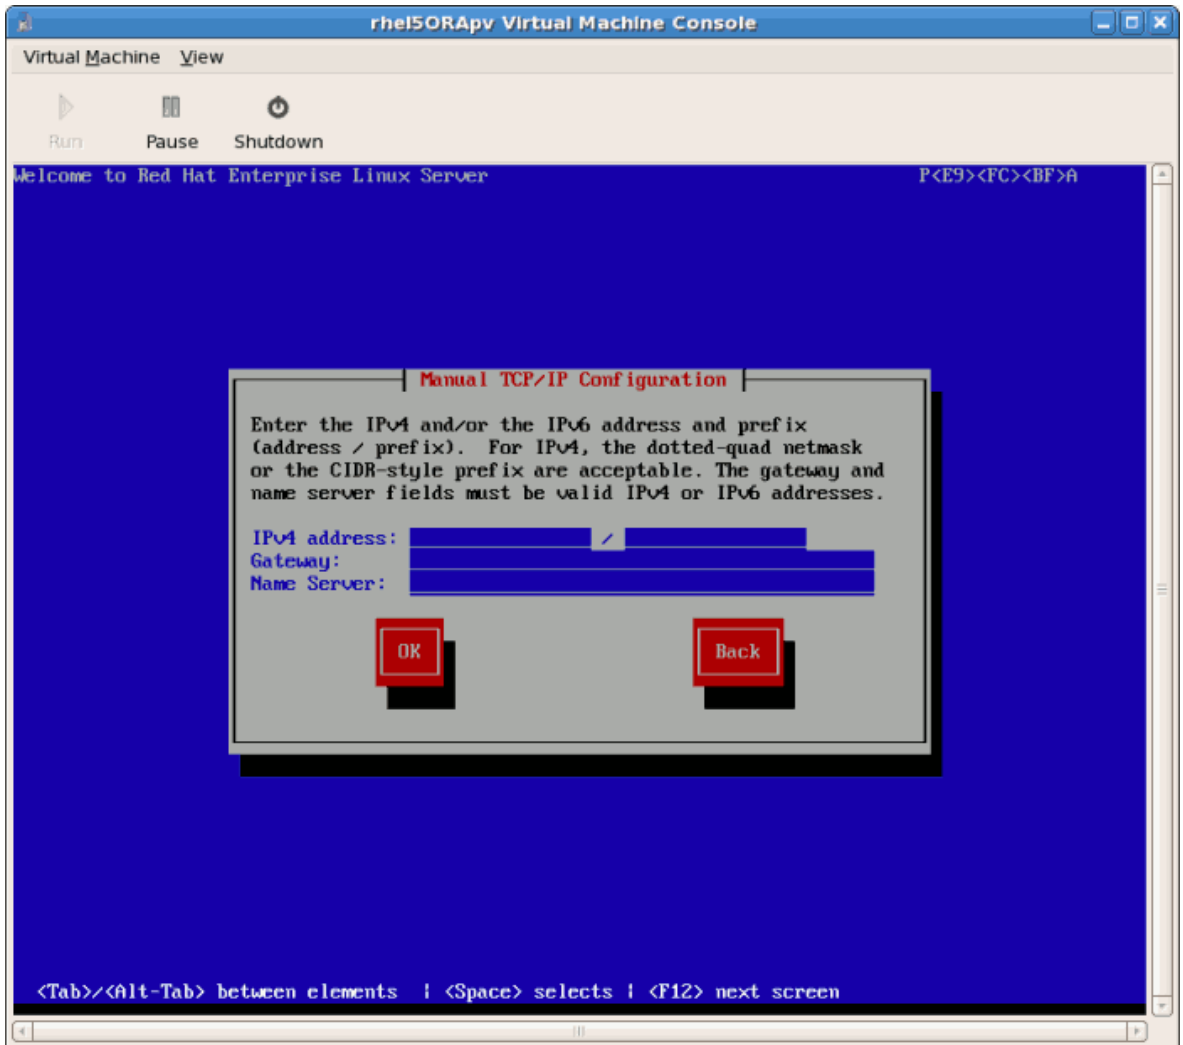 rhel5ORApv Virtual Machine Console
Virtual Machine View
Run Pause Shutdown
Welcome to Red Hat Enterprise Linux Server P<E9><FC><BF>A
Manual TCP/IP Configuration
Enter the IPv4 and/or the IPv6 address and prefix
(address / prefix). For IPv4, the dotted-quad netmask
or the CIDR-style prefix are acceptable. The gateway and
name server fields must be valid IPv4 or IPv6 addresses.
IPv4 address: /
Gateway:
Name Server:
OK Back
<Tab>/<Alt-Tab> between elements | <Space> selects | <F12> next screen